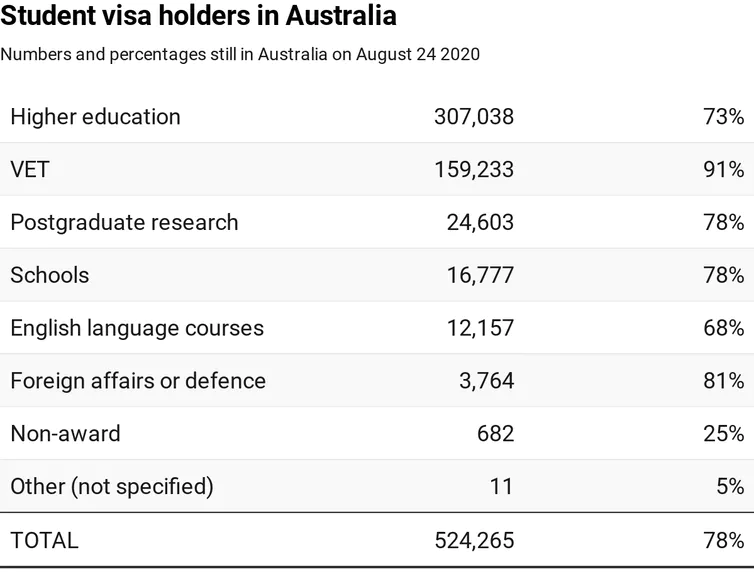 Student visa holders in Australia
Numbers and percentages still in Australia on August 24 2020
Higher education 307,038 73%
VET 159,233 91%
Postgraduate research 24,603 78%
Schools 16,777 78%
English language courses 12,157 68%
Foreign affairs or defence 3,764 81%
Non-award 682 25%
Other (not specified) 11 5%
TOTAL 524,265 78%